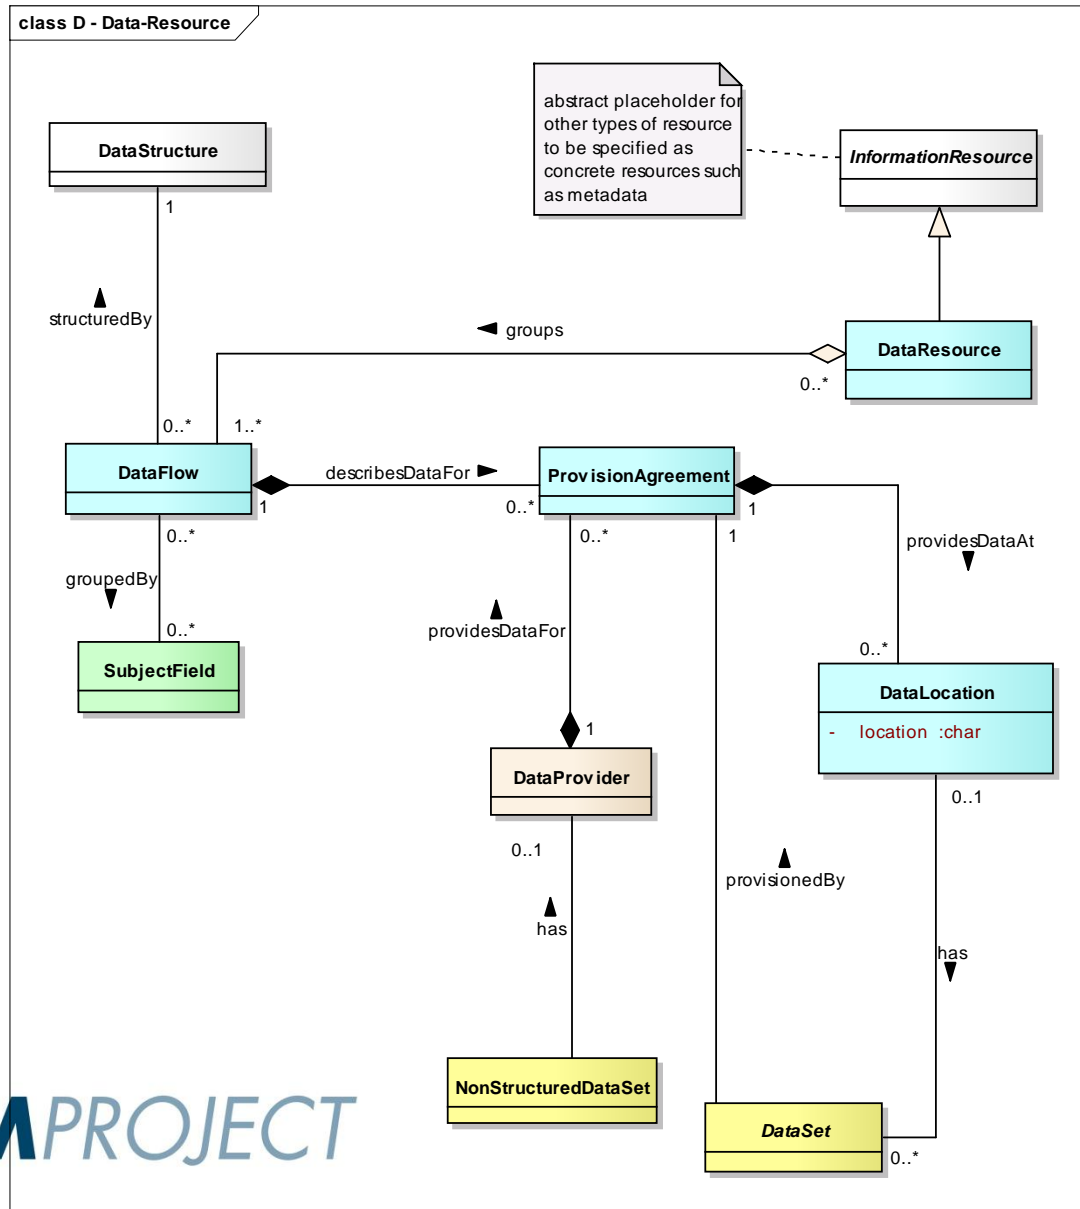 class D - Data-Resource
abstract placeholder for
other types of resource
to be specified as
concrete resources such
as metadata
DataStructure
InformationResource
1
structuredBy
groups
DataResource
0..*
0..*
1..*
DataFlow
describesDataFor
ProvisionAgreement
1
0..*
1
0..*
0..*
1
providesDataAt
groupedBy
providesDataFor
0..*
0..*
SubjectField
DataLocation
- location :char
1
DataProvider
0..1
0..1
provisionedBy
has
has
NonStructuredDataSet
PROJECT
DataSet
0..*